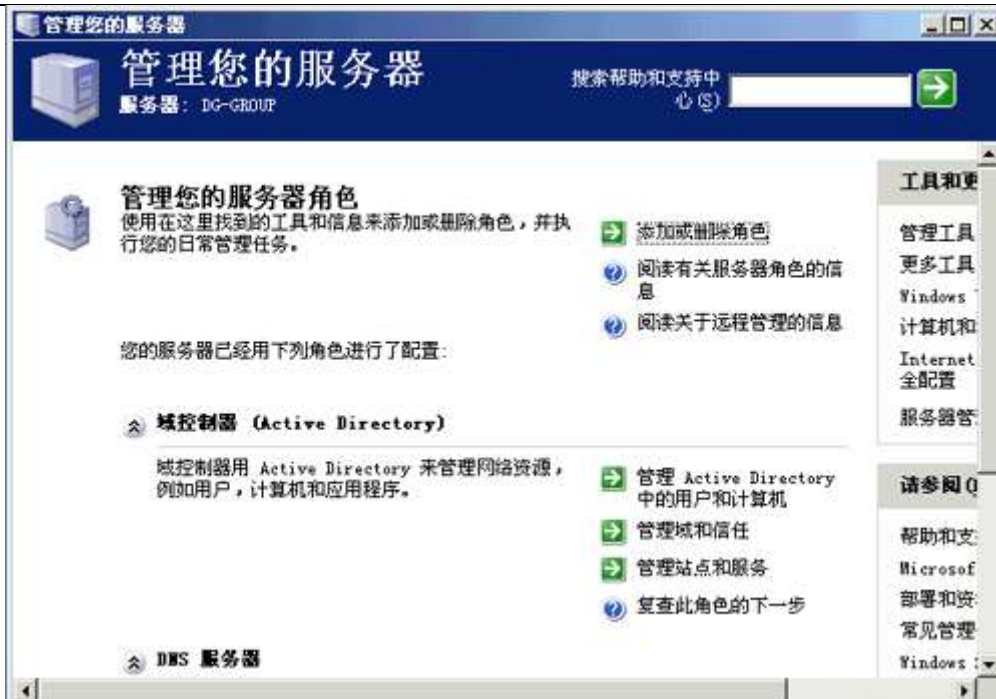 管理您的服务器
管理您的服务器
服务器: DG-GROUP
搜索帮助和支持中
心(S)
管理您的服务器角色
使用在这里找到的工具和信息来添加或删除角色，并执
行您的日常管理任务。
添加或删除角色
阅读有关服务器角色的信
息
阅读关于远程管理的信息
您的服务器已经用下列角色进行了配置:
域控制器 (Active Directory)
域控制器用 Active Directory 来管理网络资源，
例如用户，计算机和应用程序。
管理 Active Directory
中的用户和计算机
管理域和信任
管理站点和服务
复查此角色的下一步
DNS 服务器
工具和更
管理工具
更多工具
Windows
计算机和
Internet
全配置
服务器管
请参阅
帮助和支
Microsof
部署和资
常见管理
Windows